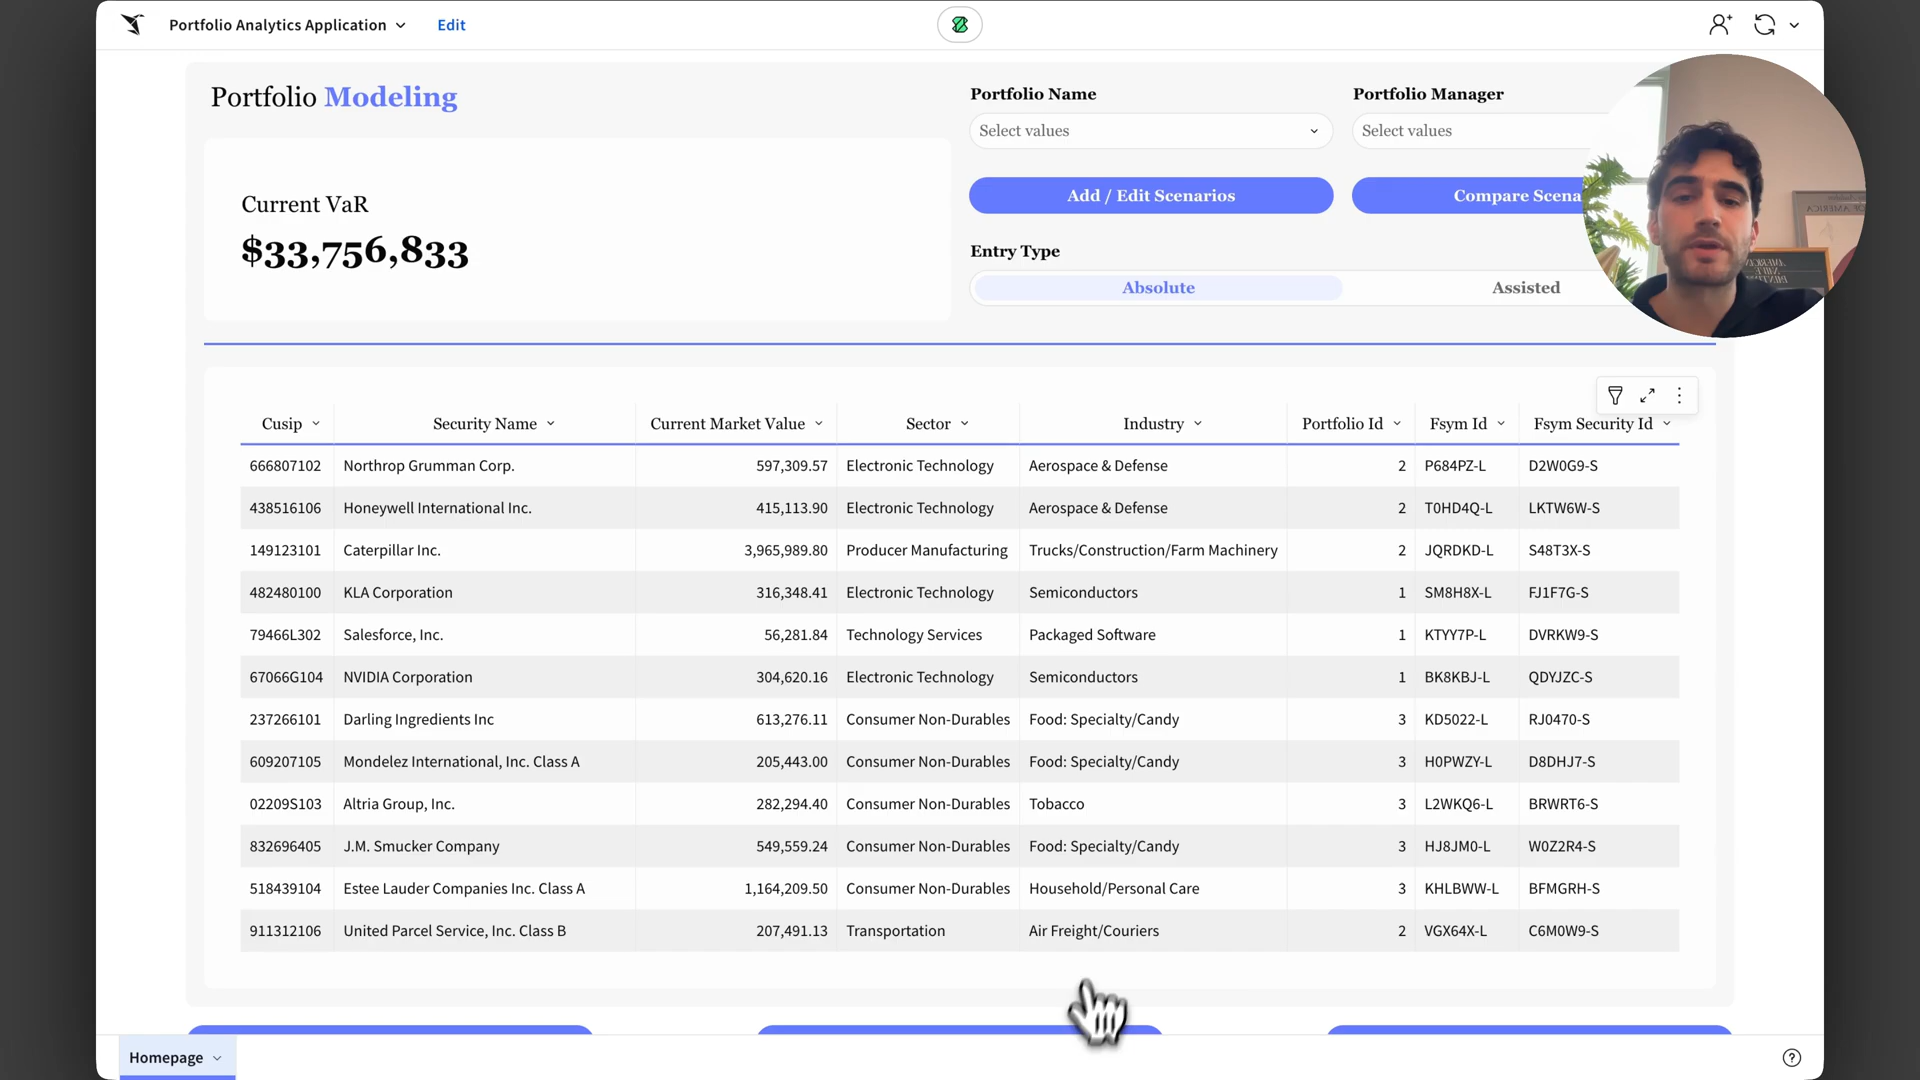 Portfolio Analytics Application
Edit
Portfolio Modeling
Current VaR
$33,756,833
Portfolio Name
Select values
Portfolio Manager
Select values
Add / Edit Scenarios
Compare Scena
Entry Type
Absolute
Assisted
Cusip Security Name Current Market Value Sector Industry Portfolio Id Fsym Id Fsym Security Id
666807102 Northrop Grumman Corp. 597,309.57 Electronic Technology Aerospace & Defense 2 P684PZ-L D2W0G9-S
438516106 Honeywell International Inc. 415,113.90 Electronic Technology Aerospace & Defense 2 T0HD4Q-L LKTW6W-S
149123101 Caterpillar Inc. 3,965,989.80 Producer Manufacturing Trucks/Construction/Farm Machinery 2 JQRDKD-L S48T3X-S
482480100 KLA Corporation 316,348.41 Electronic Technology Semiconductors 1 SM8H8X-L FJ1F7G-S
79466L302 Salesforce, Inc. 56,281.84 Technology Services Packaged Software 1 KTYY7P-L DVRKW9-S
67066G104 NVIDIA Corporation 304,620.16 Electronic Technology Semiconductors 1 BK8KBJ-L QDYJZC-S
237266101 Darling Ingredients Inc 613,276.11 Consumer Non-Durables Food: Specialty/Candy 3 KD5022-L RJ0470-S
609207105 Mondelez International, Inc. Class A 205,443.00 Consumer Non-Durables Food: Specialty/Candy 3 H0PWZY-L D8DHJ7-S
02209S103 Altria Group, Inc. 282,294.40 Consumer Non-Durables Tobacco 3 L2WKQ6-L BRWRT6-S
832696405 J.M. Smucker Company 549,559.24 Consumer Non-Durables Food: Specialty/Candy 3 HJ8JM0-L W0Z2R4-S
518439104 Estee Lauder Companies Inc. Class A 1,164,209.50 Consumer Non-Durables Household/Personal Care 3 KHLBWW-L BFMGRH-S
911312106 United Parcel Service, Inc. Class B 207,491.13 Transportation Air Freight/Couriers 2 VGX64X-L C6M0W9-S
Homepage